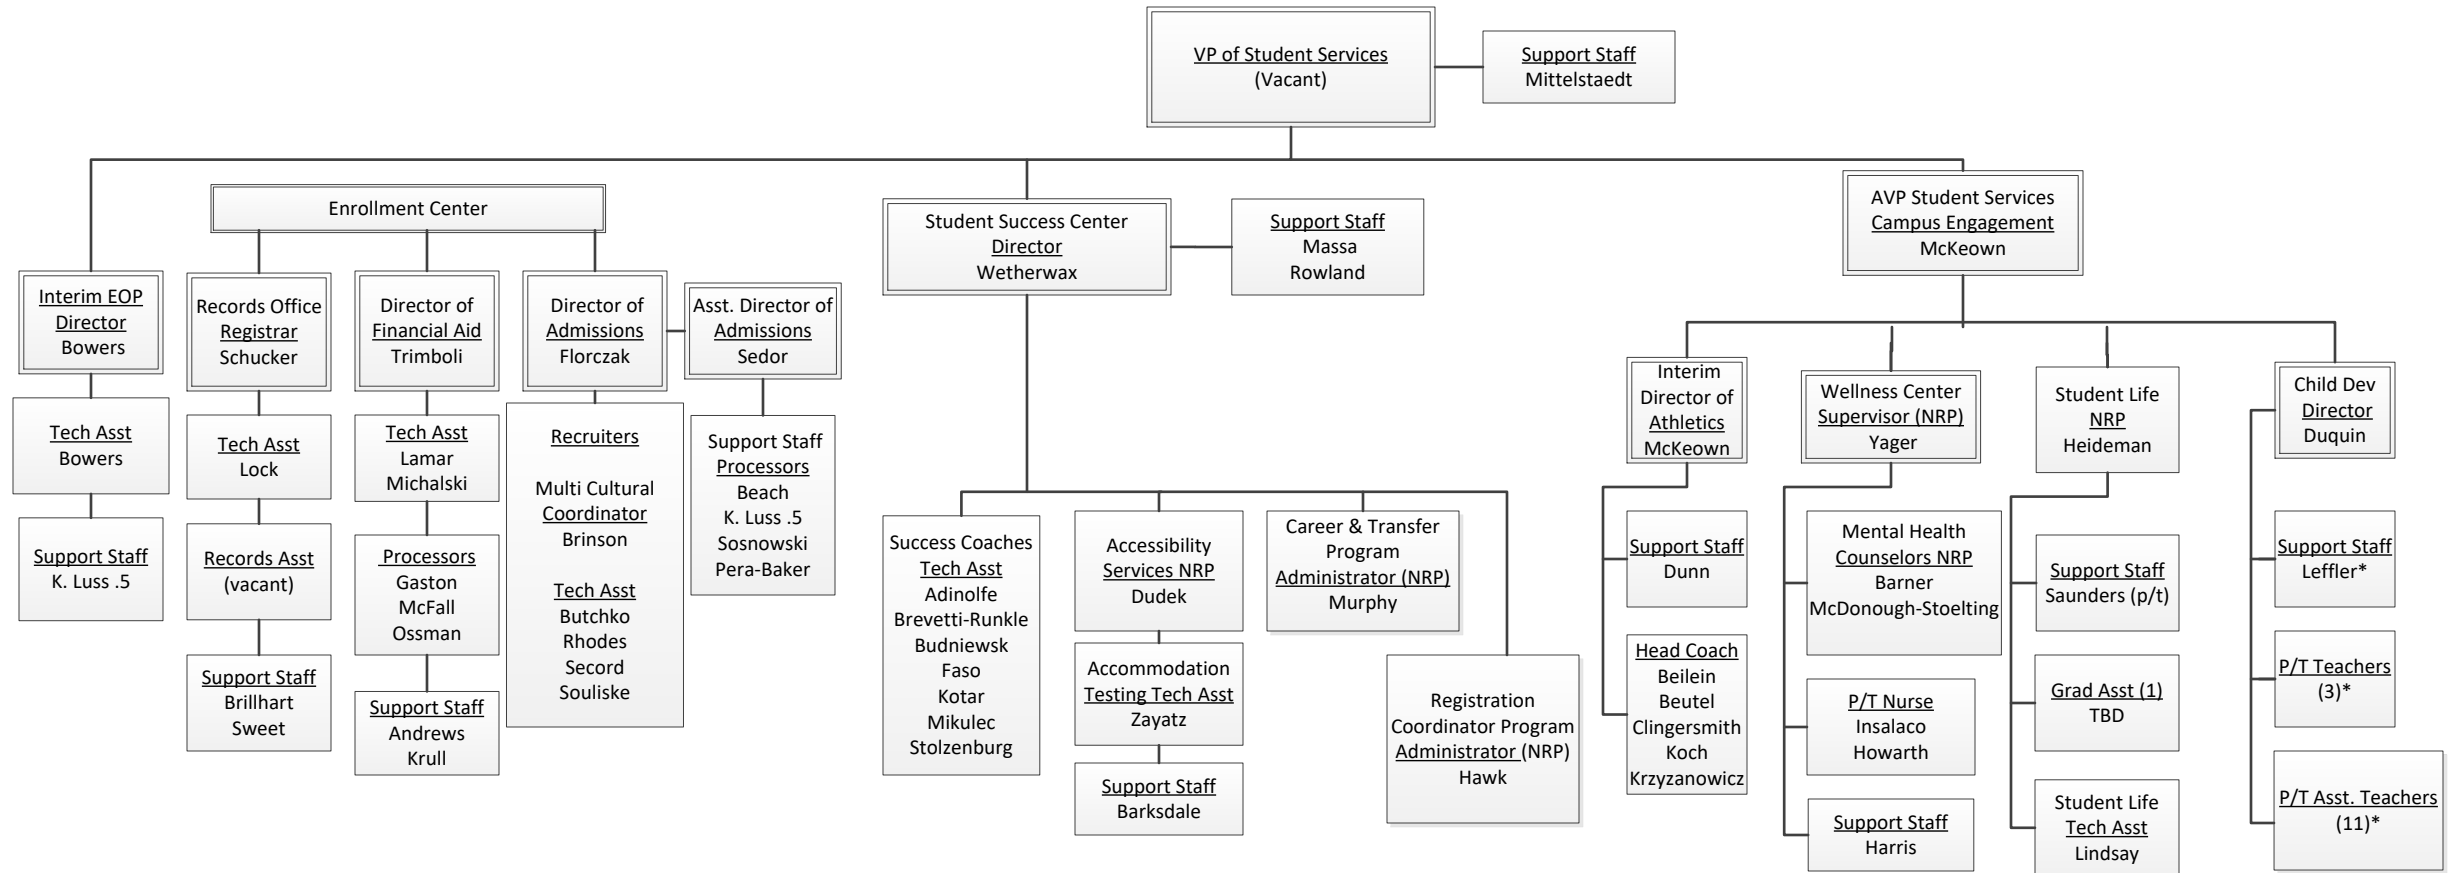 VP of Student Services
(Vacant)
Support Staff
Mittelstaedt
Enrollment Center
Student Success Center
Director
Wetherwax
Support Staff
Massa
Rowland
AVP Student Services
Campus Engagement
McKeown
Interim EOP
Director
Bowers
Tech Asst
Bowers
Support Staff
K. Luss .5
Records Office
Registrar
Schucker
Tech Asst
Lock
Records Asst
(vacant)
Support Staff
Brillhart
Sweet
Director of
Financial Aid
Trimboli
Tech Asst
Lamar
Michalski
Processors
Gaston
McFall
Ossman
Support Staff
Andrews
Krull
Director of
Admissions
Florczak
Recruiters
Multi Cultural
Coordinator
Brinson
Tech Asst
Butchko
Rhodes
Secord
Souliske
Asst. Director of
Admissions
Sedor
Support Staff
Processors
Beach
K. Luss .5
Sosnowski
Pera-Baker
Success Coaches
Tech Asst
Adinolfe
Brevetti-Runkle
Budniewsk
Faso
Kotar
Mikulec
Stolzenburg
Accessibility
Services NRP
Dudek
Accommodation
Testing Tech Asst
Zayatz
Support Staff
Barksdale
Career & Transfer
Program
Administrator (NRP)
Murphy
Registration
Coordinator Program
Administrator (NRP)
Hawk
Interim
Director of
Athletics
McKeown
Support Staff
Dunn
Head Coach
Beilein
Beutel
Clingersmith
Koch
Krzyzanowicz
Wellness Center
Supervisor (NRP)
Yager
Mental Health
Counselors NRP
Barner
McDonough-Stoelting
P/T Nurse
Insalaco
Howarth
Support Staff
Harris
Student Life
NRP
Heideman
Support Staff
Saunders (p/t)
Grad Asst (1)
TBD
Student Life
Tech Asst
Lindsay
Child Dev
Director
Duquin
Support Staff
Leffler*
P/T Teachers
(3)*
P/T Asst. Teachers
(11)*